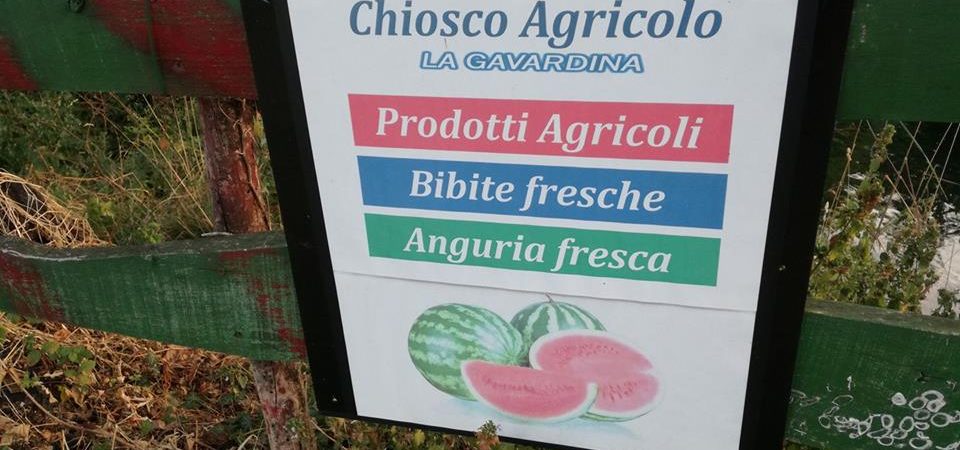 Chiosco Agricolo
LA GAVARDINA
Prodotti Agricoli
Bibite fresche
Anguria fresca